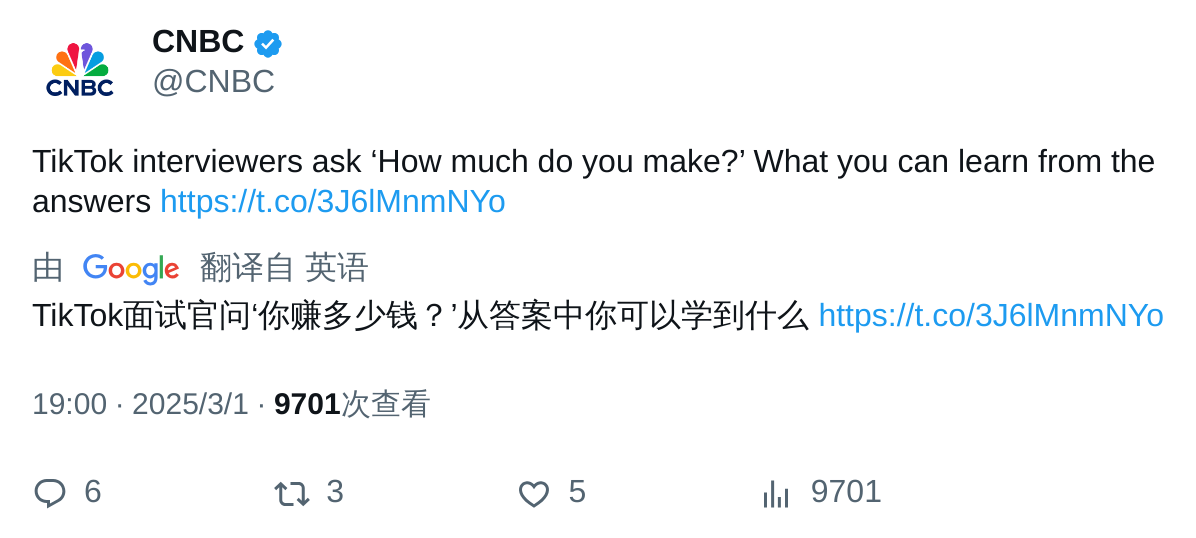 CNBC
CNBC
@CNBC
TikTok interviewers ask ‘How much do you make?’ What you can learn from the
answers https://t.co/3J6lMnmNYo
由 Google 翻译自 英语
TikTok面试官问‘你赚多少钱？’从答案中你可以学到什么 https://t.co/3J6lMnmNYo
19:00 · 2025/3/1 · 9701次查看
6 3 5 9701